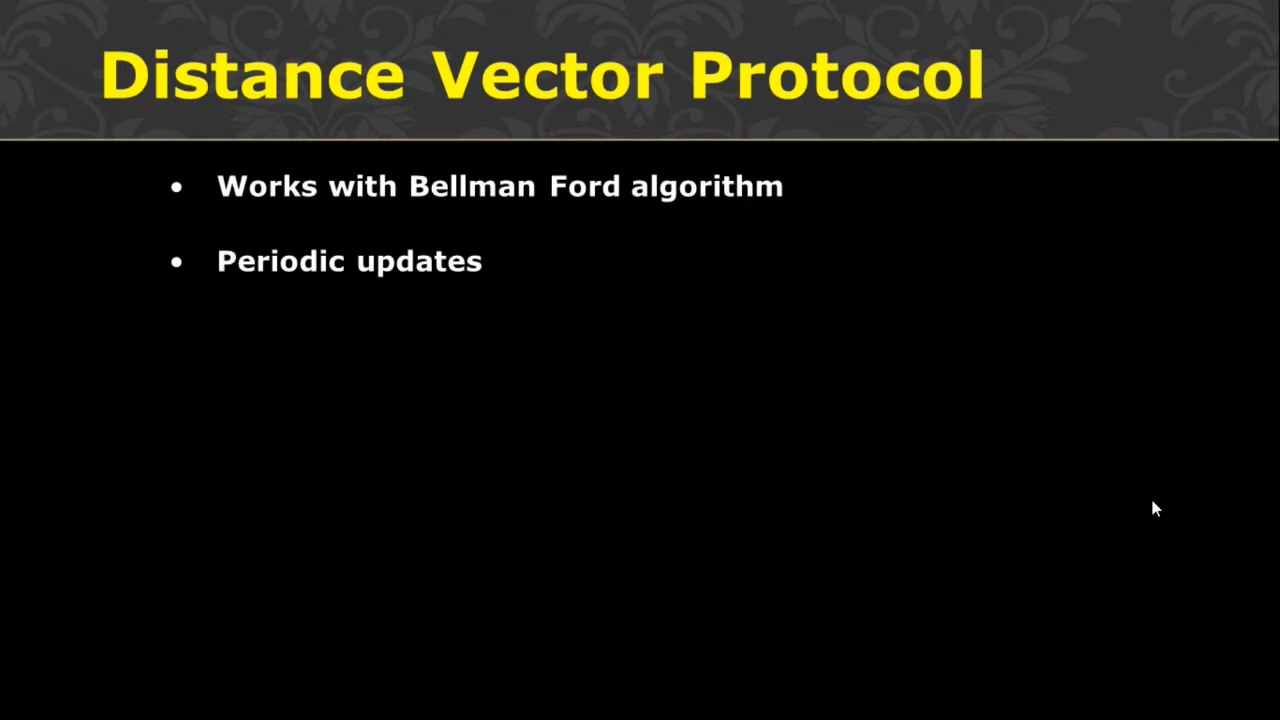 Distance Vector Protocol
• Works with Bellman Ford algorithm
• Periodic updates